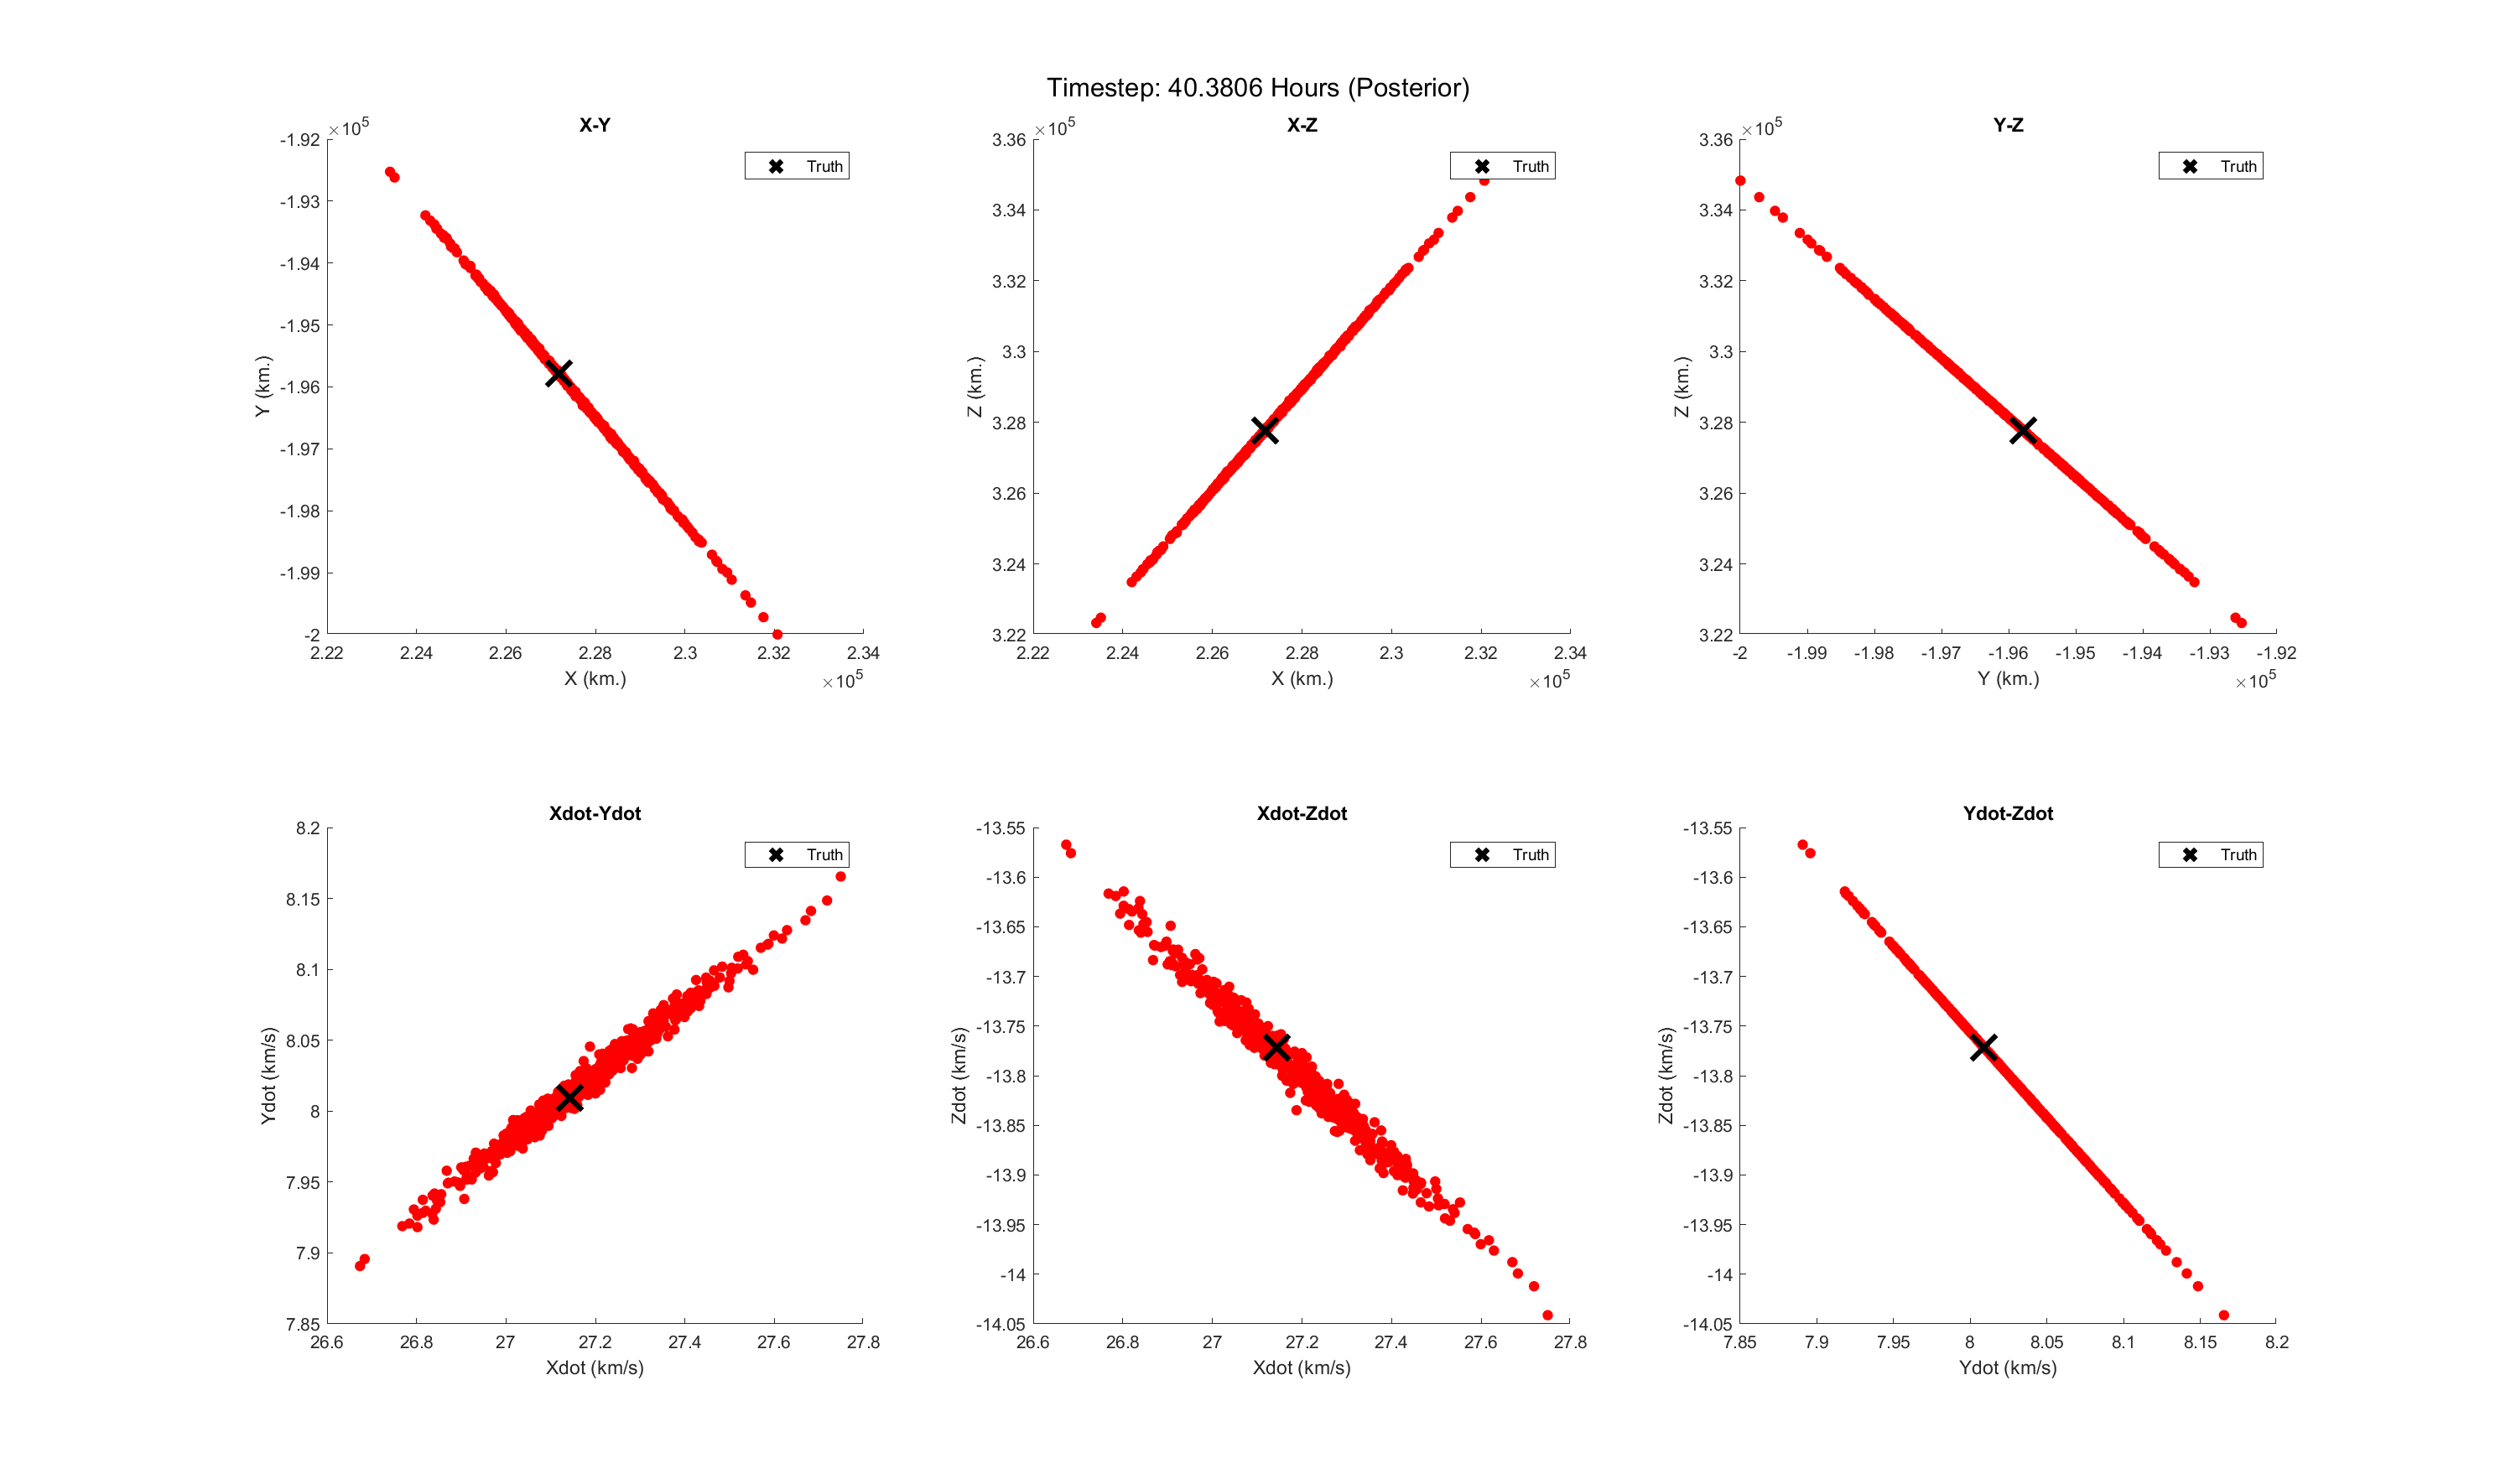 Timestep: 40.3806 Hours (Posterior)
X-Y
×10^5
Truth
-1.92
-1.93
-1.94
-1.95
-1.96
-1.97
-1.98
-1.99
-2
Y (km.)
2.22 2.24 2.26 2.28 2.3 2.32 2.34
X (km.)
×10^5
X-Z
×10^5
Truth
3.36
3.34
3.32
3.3
3.28
3.26
3.24
3.22
Z (km.)
2.22 2.24 2.26 2.28 2.3 2.32 2.34
X (km.)
×10^5
Y-Z
×10^5
Truth
3.36
3.34
3.32
3.3
3.28
3.26
3.24
3.22
Z (km.)
-2 -1.99 -1.98 -1.97 -1.96 -1.95 -1.94 -1.93 -1.92
Y (km.)
×10^5
Xdot-Ydot
Truth
8.2
8.15
8.1
8.05
8
7.95
7.9
7.85
Ydot (km/s)
26.6 26.8 27 27.2 27.4 27.6 27.8
Xdot (km/s)
Xdot-Zdot
Truth
-13.55
-13.6
-13.65
-13.7
-13.75
-13.8
-13.85
-13.9
-13.95
-14
-14.05
Zdot (km/s)
26.6 26.8 27 27.2 27.4 27.6 27.8
Xdot (km/s)
Ydot-Zdot
Truth
-13.55
-13.6
-13.65
-13.7
-13.75
-13.8
-13.85
-13.9
-13.95
-14
-14.05
Zdot (km/s)
7.85 7.9 7.95 8 8.05 8.1 8.15 8.2
Ydot (km/s)